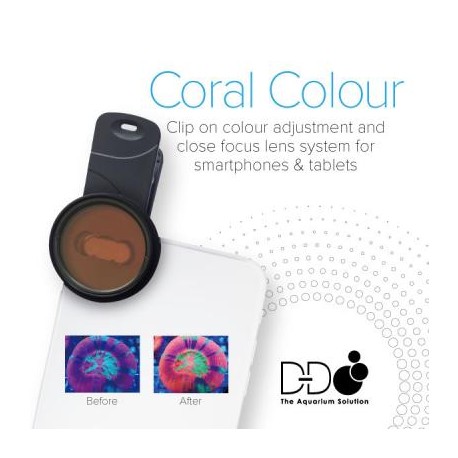 Coral Colour
Clip on colour adjustment and
close focus lens system for
smartphones & tablets
Before
After
D-D
The Aquarium Solution